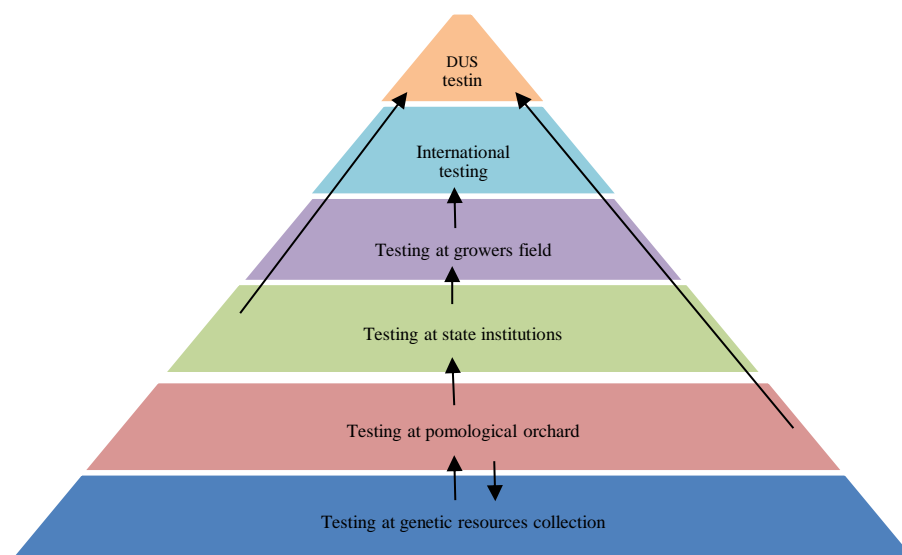 DUS
testin
International
testing
Testing at growers field
Testing at state institutions
Testing at pomological orchard
Testing at genetic resources collection